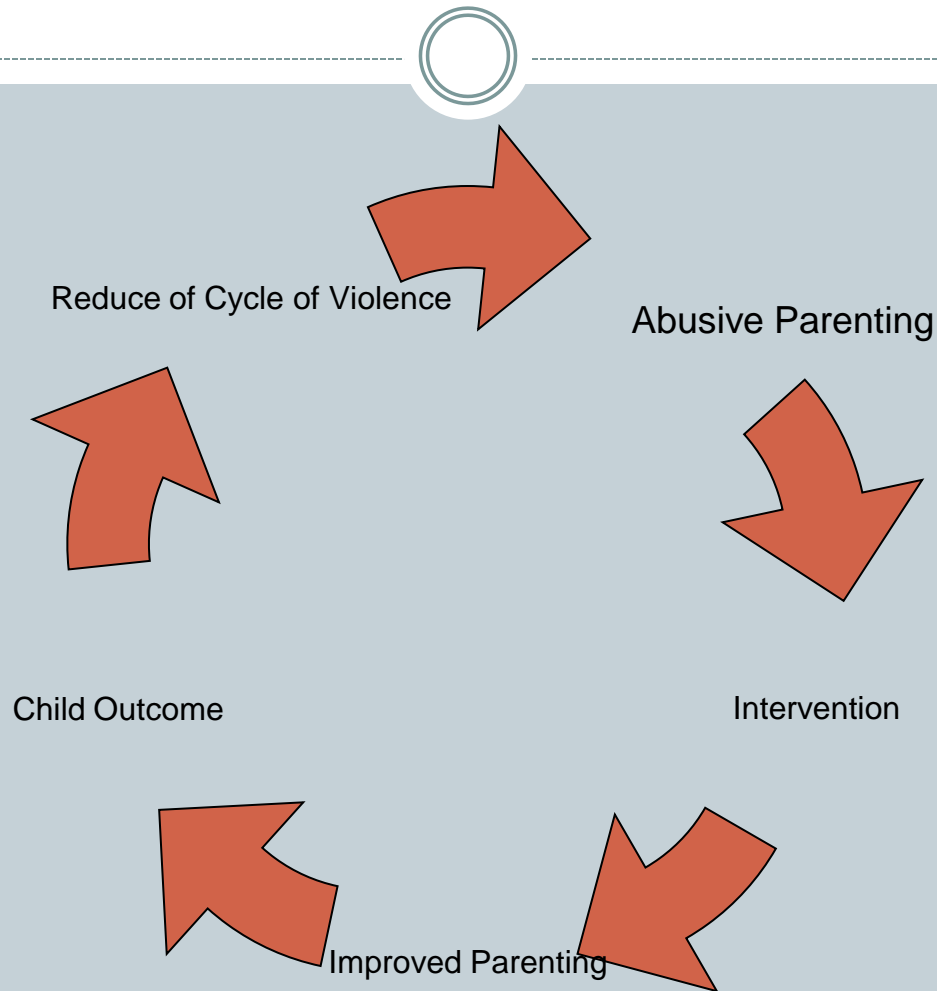 Reduce of Cycle of Violence
Abusive Parenting
Child Outcome
Intervention
Improved Parenting